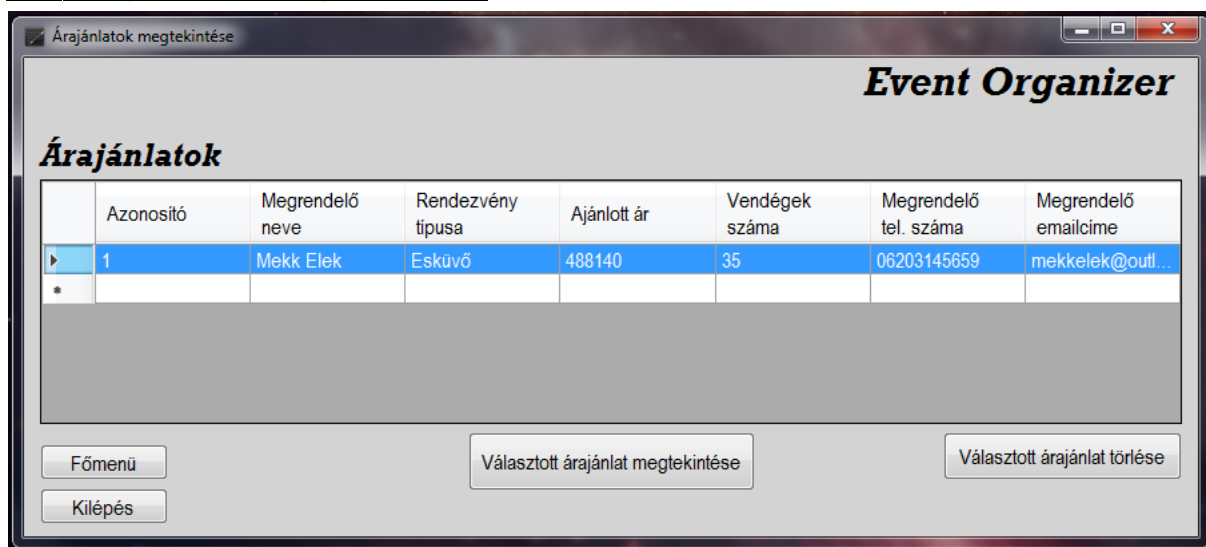 Árajánlatok megtekintése
Event Organizer
Árajánlatok
Azonosító Megrendelő neve Rendezvény típusa Ajánlott ár Vendégek száma Megrendelő tel. száma Megrendelő emailcíme
1 Mekk Elek Esküvő 488140 35 06203145659 mekkelek@outl...
Főmenü Választott árajánlat megtekintése Választott árajánlat törlése
Kilépés